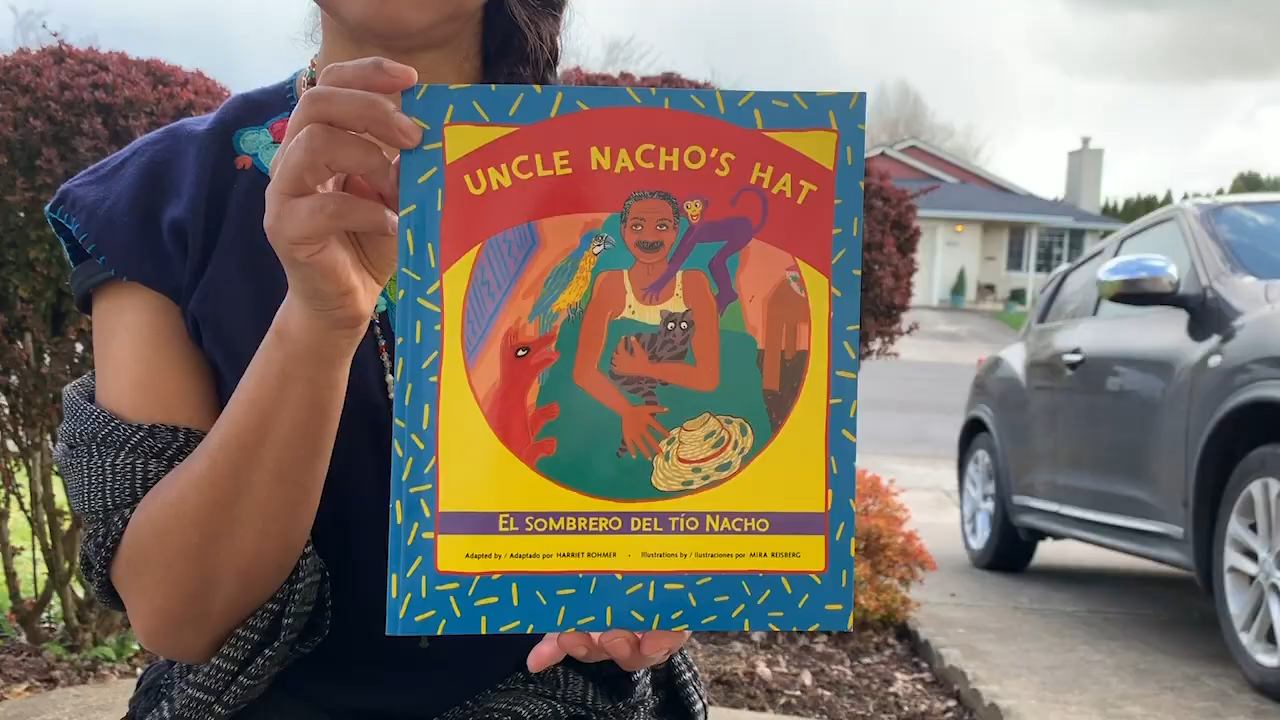 UNCLE NACHO'S HAT
EL SOMBRERO DEL TÍO NACHO
Adapted by / Adaptado por HARRIET ROHMER · Illustrations by / Ilustraciones por MIRA REISBERG